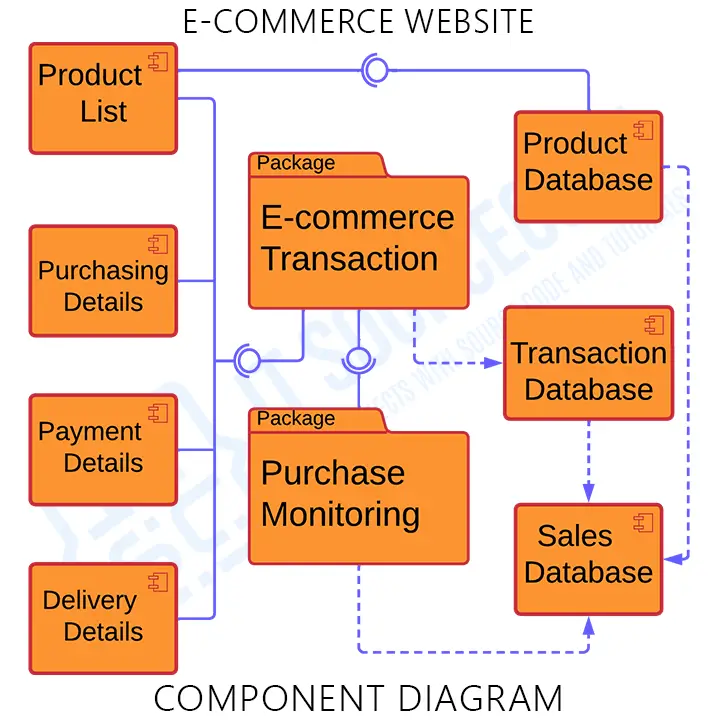 E-COMMERCE WEBSITE
Product
List
Package
E-commerce
Transaction
Product
Database
Purchasing
Details
Transaction
Database
Payment
Details
Package
Purchase
Monitoring
Sales
Database
Delivery
Details
COMPONENT DIAGRAM